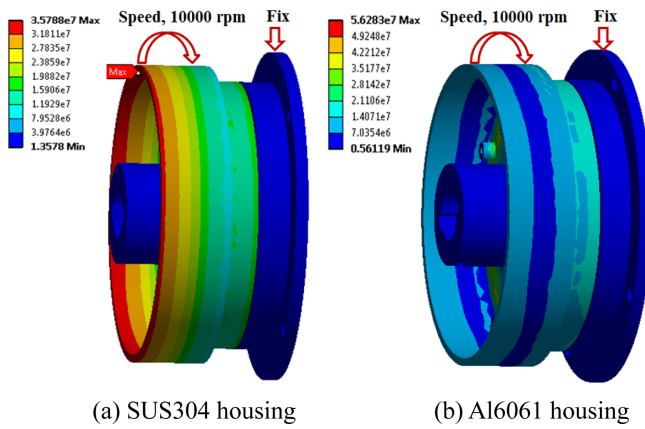 Speed, 10000 rpm
Fix
3.5788e7 Max
3.1811e7
2.7835e7
2.3859e7
1.9882e7
1.5906e7
1.1929e7
7.9528e6
3.9764e6
1.3578 Min
Max
(a) SUS304 housing
Speed, 10000 rpm
Fix
5.6283e7 Max
4.9248e7
4.2212e7
3.5177e7
2.8142e7
2.1106e7
1.4071e7
7.0354e6
0.56119 Min
(b) Al6061 housing